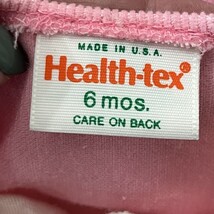 MADE IN U.S.A.
Health-tex®
6 mos.
CARE ON BACK